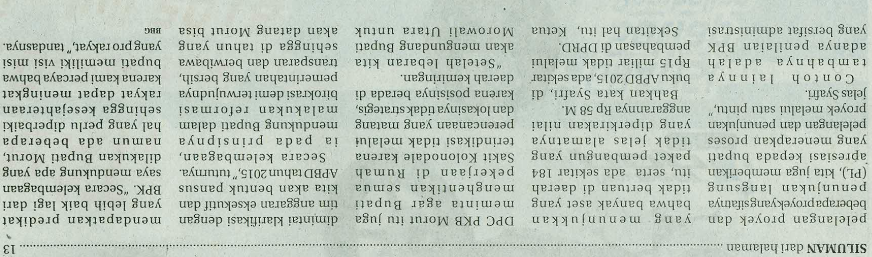 SILUMAN dari halaman 13
pelelangan proyek dan
beberapa proyek yang sifatnya
penunjukan langsung
(PL), kita juga memberikan
apresiasi kepada bupati
yang menerapkan proses
pelelangan dan penunjukan
proyek melalui satu pintu,"
jelas Syafri.
Contoh lainnya
tambahnya adalah
adanya penilaian BPK
yang bersifat administrasi
yang menunjukkan
bahwa banyak aset yang
tidak bertuan di daerah
itu, serta ada sekitar 184
paket pembangun yang
tidak jelas alamatnya
yang diperkirakan nilai
anggarannya Rp 58 M.
Bahkan kata Syafri, di
buku APBD 2015, ada sekitar
Rp15 miliar tidak melalui
pembahasan di DPRD.
Sekaitan hal itu, Ketua
DPC PKB Morut itu juga
meminta agar Bupati
menghentikan semua
pekerjaan di Rumah
Sakit Kolonodale karena
terindikasi tidak melalui
perencanaan yang matang
dan lokasinya tidak strategis,
karena posisinya berada di
daerah kemiringan.
"Setelah lebaran kita
akan mengundang Bupati
Morowali Utara untuk
dimintai klarifikasi dengan
tim anggaran eksekutif dan
kita akan bentuk pansus
APBD tahun 2015," tuturnya.
Secara kelembagaan,
ia pada prinsipnya
mendukung Bupati dalam
malakukan reformasi
birokrasi demi terwujudnya
pemerintahan yang bersih,
transparan dan berwibawa
sehingga di tahun yang
akan datang Morut bisa
mendapatkan predikat
yang lebih baik lagi dari
BPK. "Secara kelembagaan
saya mendukung apa yang
dilakukan Bupati Morut,
namun ada beberapa
hal yang perlu diperbaiki
sehingga kesejahteraan
rakyat dapat meningkat
karena kami percaya bahwa
bupati memiliki visi misi
yang pro rakyat," tandasnya.
BBG